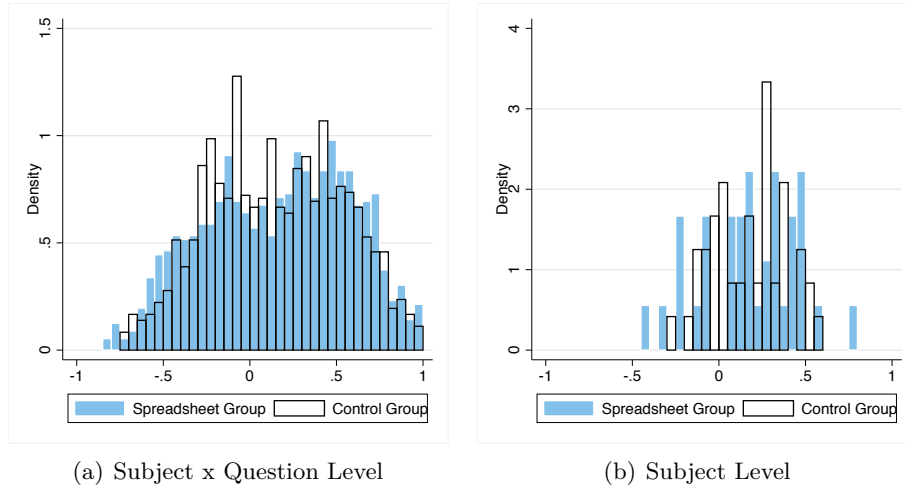 1.5
1
.5
0
Density
-1
-.5
0
.5
1
Spreadsheet Group
Control Group
(a) Subject x Question Level
4
3
2
1
0
Density
-1
-.5
0
.5
1
Spreadsheet Group
Control Group
(b) Subject Level